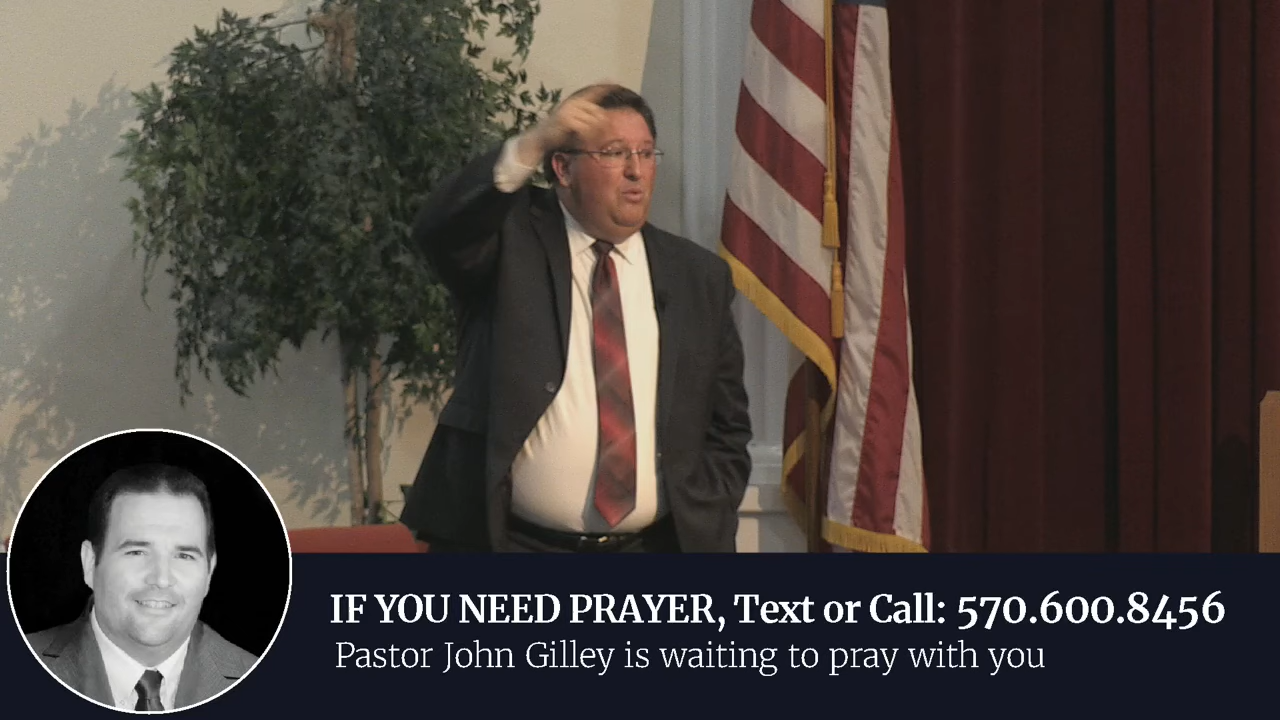 IF YOU NEED PRAYER, Text or Call: 570.600.8456
Pastor John Gilley is waiting to pray with you